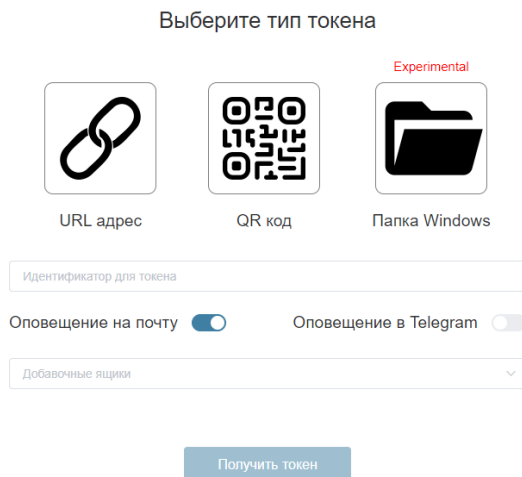 Выберите тип токена
Experimental
URL адрес
QR код
Папка Windows
Идентификатор для токена
Оповещение на почту
Оповещение в Telegram
Добавочные ящики
Получить токен